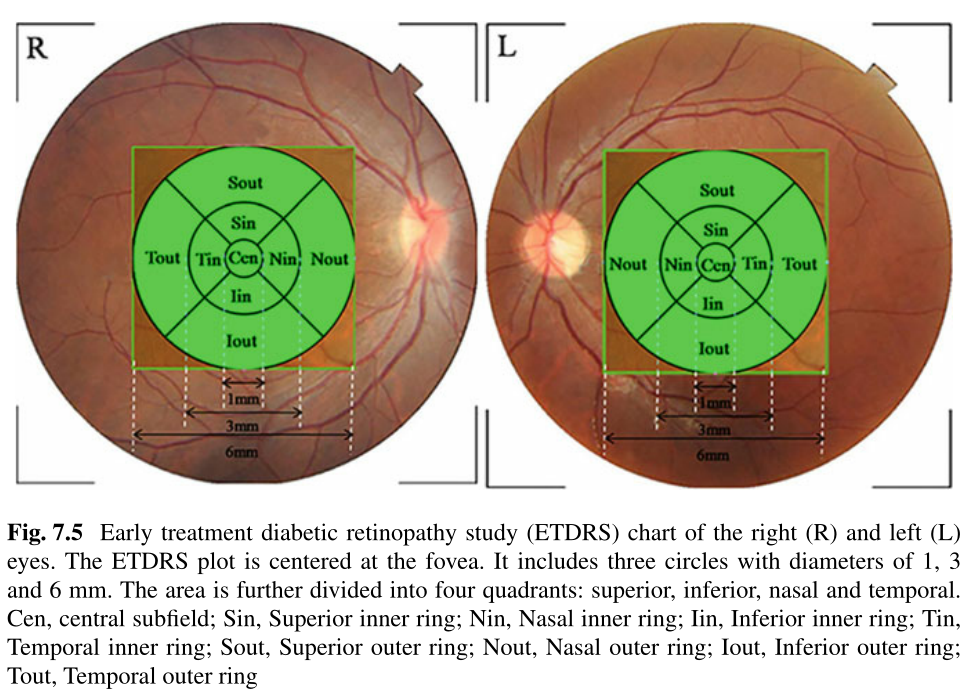 R
L
Sout
Sin
Tout
Tin
Cen
Nin
Nout
Iin
Iout
1mm
3mm
6mm
Sout
Sin
Nout
Nin
Cen
Tin
Tout
Iin
Iout
1mm
3mm
6mm
Fig. 7.5 Early treatment diabetic retinopathy study (ETDRS) chart of the right (R) and left (L)
eyes. The ETDRS plot is centered at the fovea. It includes three circles with diameters of 1, 3
and 6 mm. The area is further divided into four quadrants: superior, inferior, nasal and temporal.
Cen, central subfield; Sin, Superior inner ring; Nin, Nasal inner ring; Iin, Inferior inner ring; Tin,
Temporal inner ring; Sout, Superior outer ring; Nout, Nasal outer ring; Iout, Inferior outer ring;
Tout, Temporal outer ring